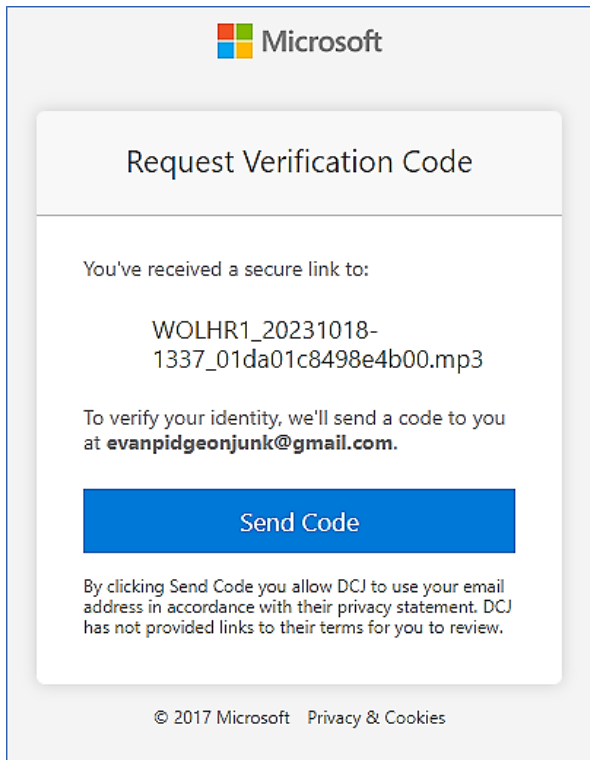 Microsoft
Request Verification Code
You've received a secure link to:
WOLHR1_20231018-
1337_01da01c8498e4b00.mp3
To verify your identity, we'll send a code to you
at evanpidgeonjunk@gmail.com.
Send Code
By clicking Send Code you allow DCJ to use your email
address in accordance with their privacy statement. DCJ
has not provided links to their terms for you to review.
© 2017 Microsoft Privacy & Cookies